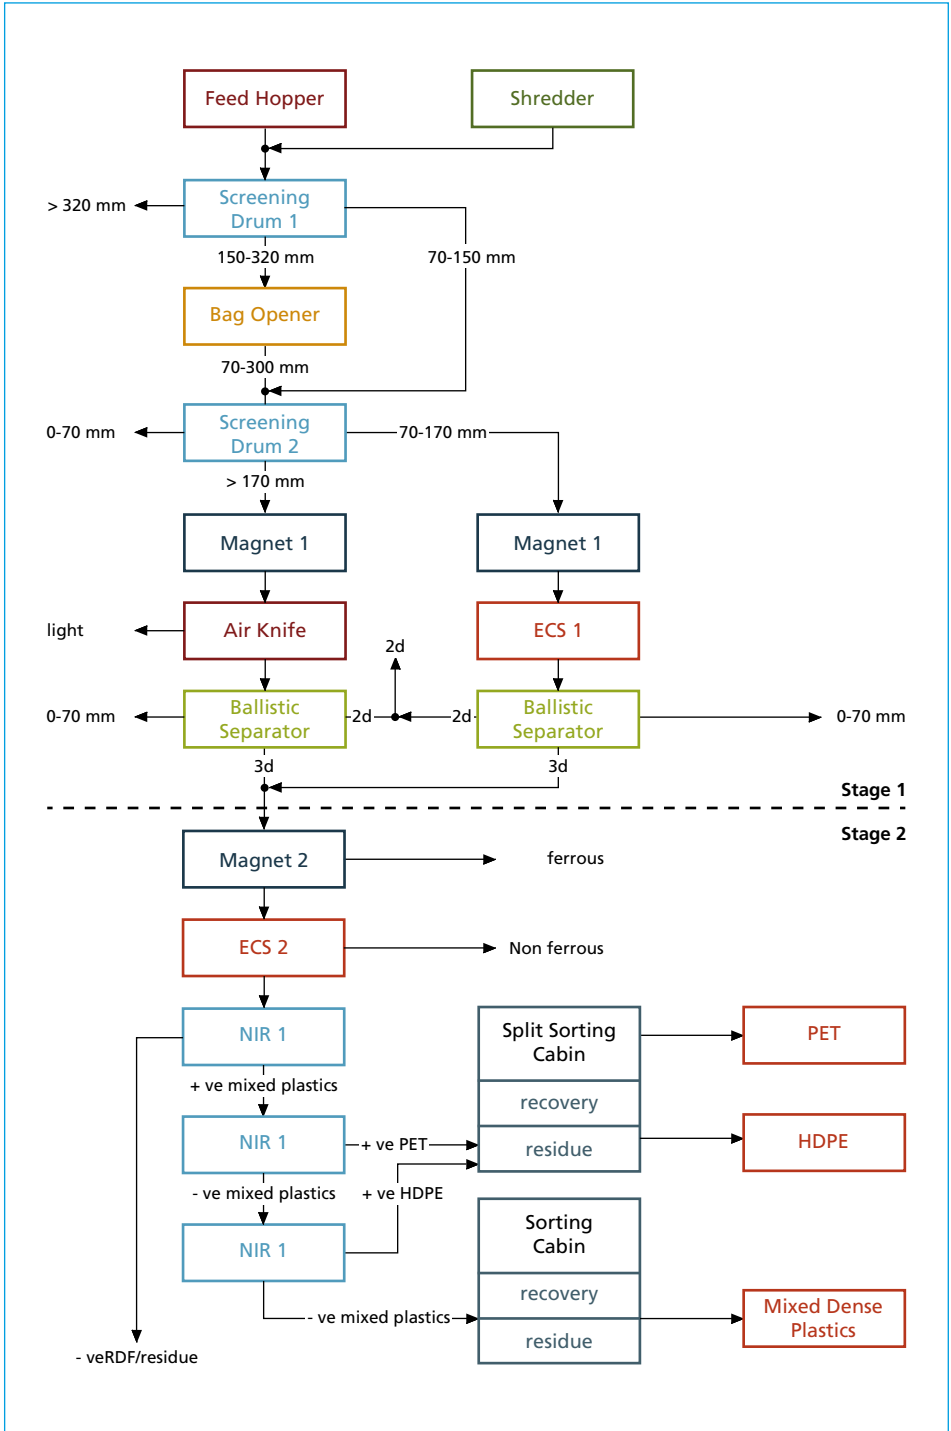 Feed Hopper
Shredder
> 320 mm
Screening
Drum 1
150-320 mm
70-150 mm
Bag Opener
70-300 mm
0-70 mm
Screening
Drum 2
70-170 mm
> 170 mm
Magnet 1
Magnet 1
light
Air Knife
ECS 1
2d
0-70 mm
Ballistic
Separator
2d
2d
Ballistic
Separator
0-70 mm
3d
3d
Stage 1
Stage 2
Magnet 2
ferrous
ECS 2
Non ferrous
NIR 1
Split Sorting
Cabin
PET
+ ve mixed plastics
recovery
NIR 1
+ ve PET
residue
HDPE
- ve mixed plastics
+ ve HDPE
NIR 1
Sorting
Cabin
recovery
- ve mixed plastics
residue
Mixed Dense
Plastics
- veRDF/residue